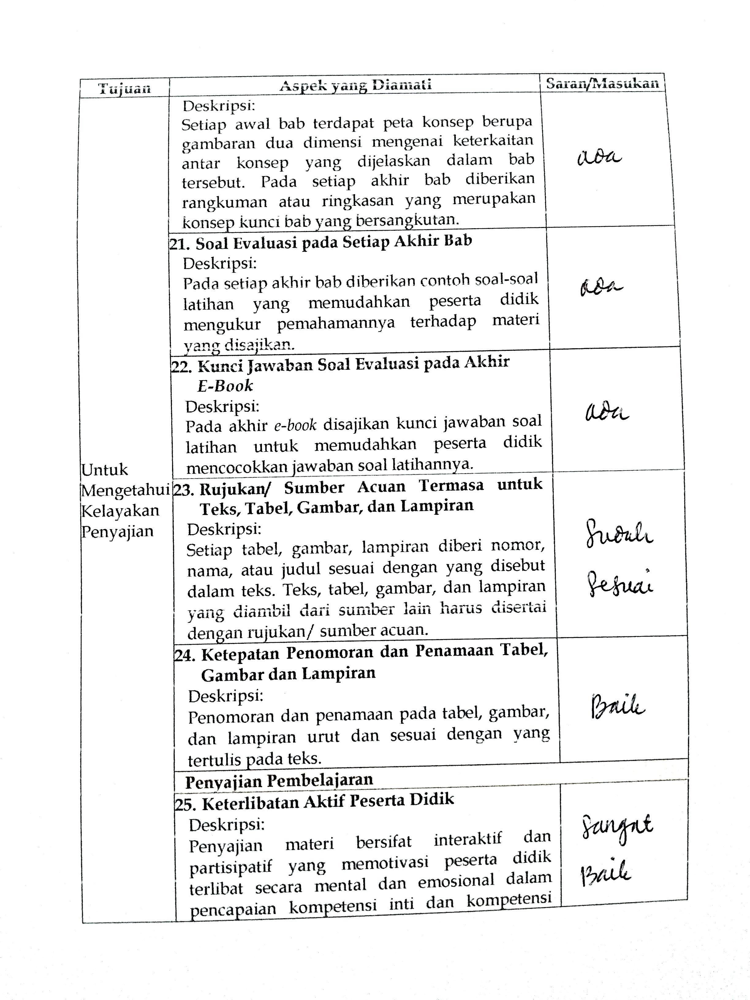 Tujuan Aspek yang Diamati Saran/Masukan
Deskripsi:
Setiap awal bab terdapat peta konsep berupa
gambaran dua dimensi mengenai keterkaitan
antar konsep yang dijelaskan dalam bab
tersebut. Pada setiap akhir bab diberikan
rangkuman atau ringkasan yang merupakan
konsep kunci bab yang bersangkutan.
ada
21. Soal Evaluasi pada Setiap Akhir Bab
Deskripsi:
Pada setiap akhir bab diberikan contoh soal-soal
latihan yang memudahkan peserta didik
mengukur pemahamannya terhadap materi
yang disajikan.
ada
22. Kunci Jawaban Soal Evaluasi pada Akhir
E-Book
Deskripsi:
Pada akhir e-book disajikan kunci jawaban soal
latihan untuk memudahkan peserta didik
mencocokkan jawaban soal latihannya.
ada
Untuk
Mengetahui
Kelayakan
Penyajian
23. Rujukan/ Sumber Acuan Termasa untuk
Teks, Tabel, Gambar, dan Lampiran
Deskripsi:
Setiap tabel, gambar, lampiran diberi nomor,
nama, atau judul sesuai dengan yang disebut
dalam teks. Teks, tabel, gambar, dan lampiran
yang diambil dari sumber lain harus disertai
dengan rujukan/ sumber acuan.
Sudah
Sesuai
24. Ketepatan Penomoran dan Penamaan Tabel,
Gambar dan Lampiran
Deskripsi:
Penomoran dan penamaan pada tabel, gambar,
dan lampiran urut dan sesuai dengan yang
tertulis pada teks.
Baik
Penyajian Pembelajaran
25. Keterlibatan Aktif Peserta Didik
Deskripsi:
Penyajian materi bersifat interaktif dan
partisipatif yang memotivasi peserta didik
terlibat secara mental dan emosional dalam
pencapaian kompetensi inti dan kompetensi
Sangat
Baik